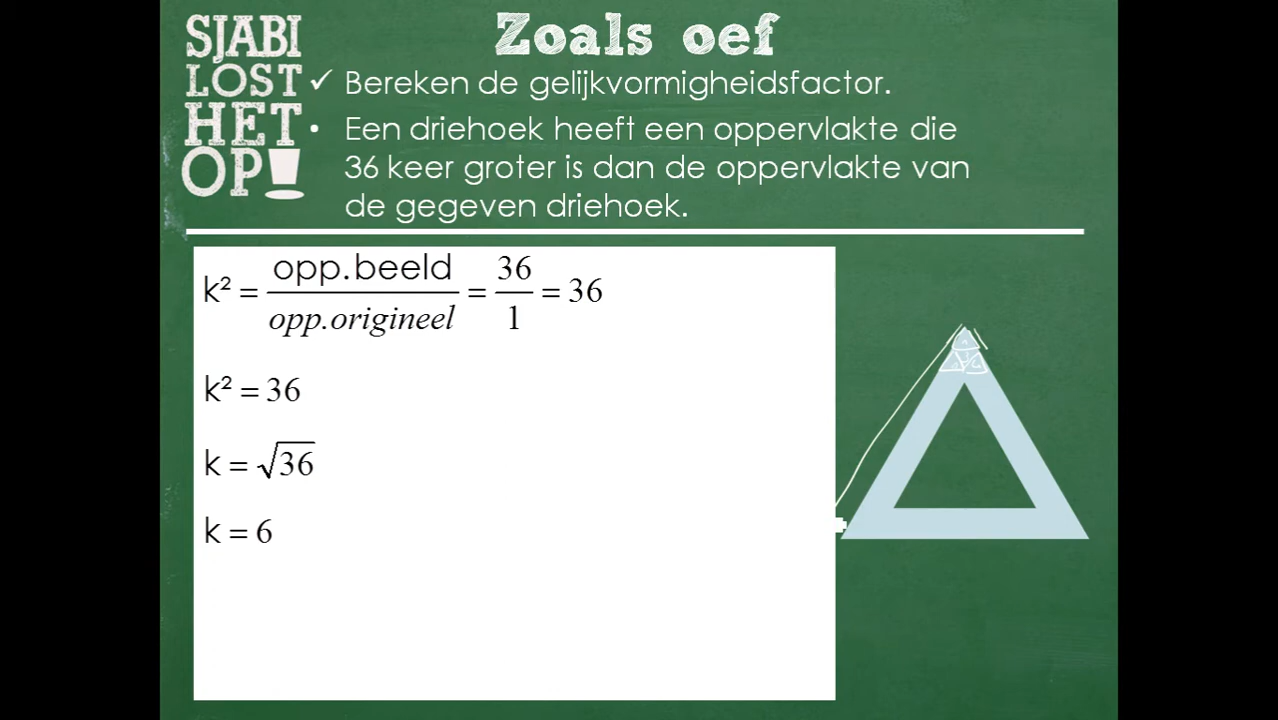 SJABI
LOST
HET
OP!
Zoals oef
✓ Bereken de gelijkvormigheidsfactor.
• Een driehoek heeft een oppervlakte die
36 keer groter is dan de oppervlakte van
de gegeven driehoek.
k² = opp.beeld / opp.origineel = 36 / 1 = 36
k² = 36
k = √36
k = 6